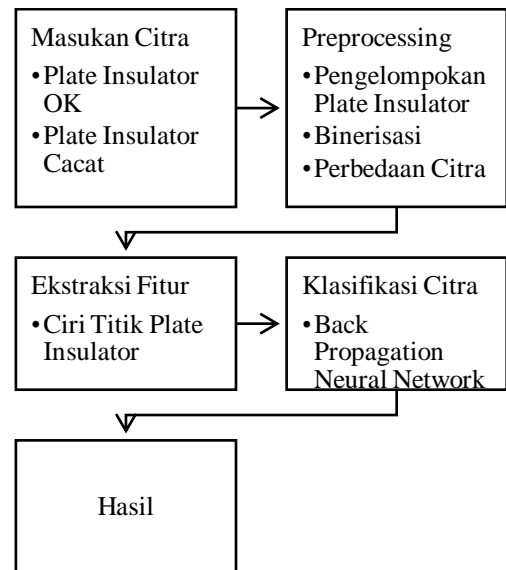 Masukan Citra
•Plate Insulator
OK
•Plate Insulator
Cacat
Preprocessing
•Pengelompokan
Plate Insulator
•Binerisasi
•Perbedaan Citra
Ekstraksi Fitur
•Ciri Titik Plate
Insulator
Klasifikasi Citra
•Back
Propagation
Neural Network
Hasil